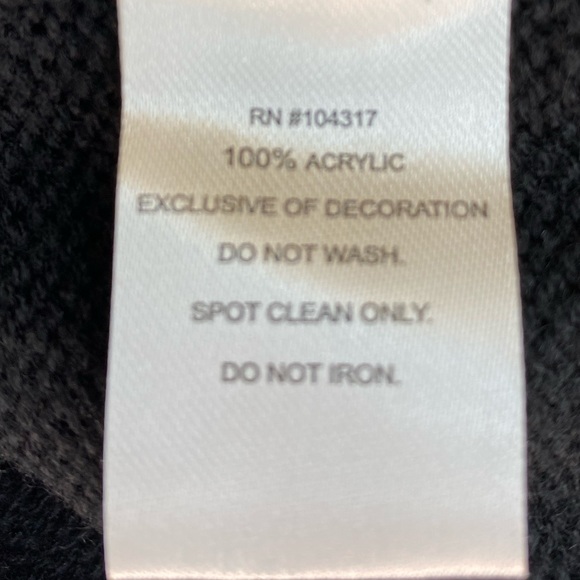 RN #104317
100% ACRYLIC
EXCLUSIVE OF DECORATION
DO NOT WASH.
SPOT CLEAN ONLY.
DO NOT IRON.